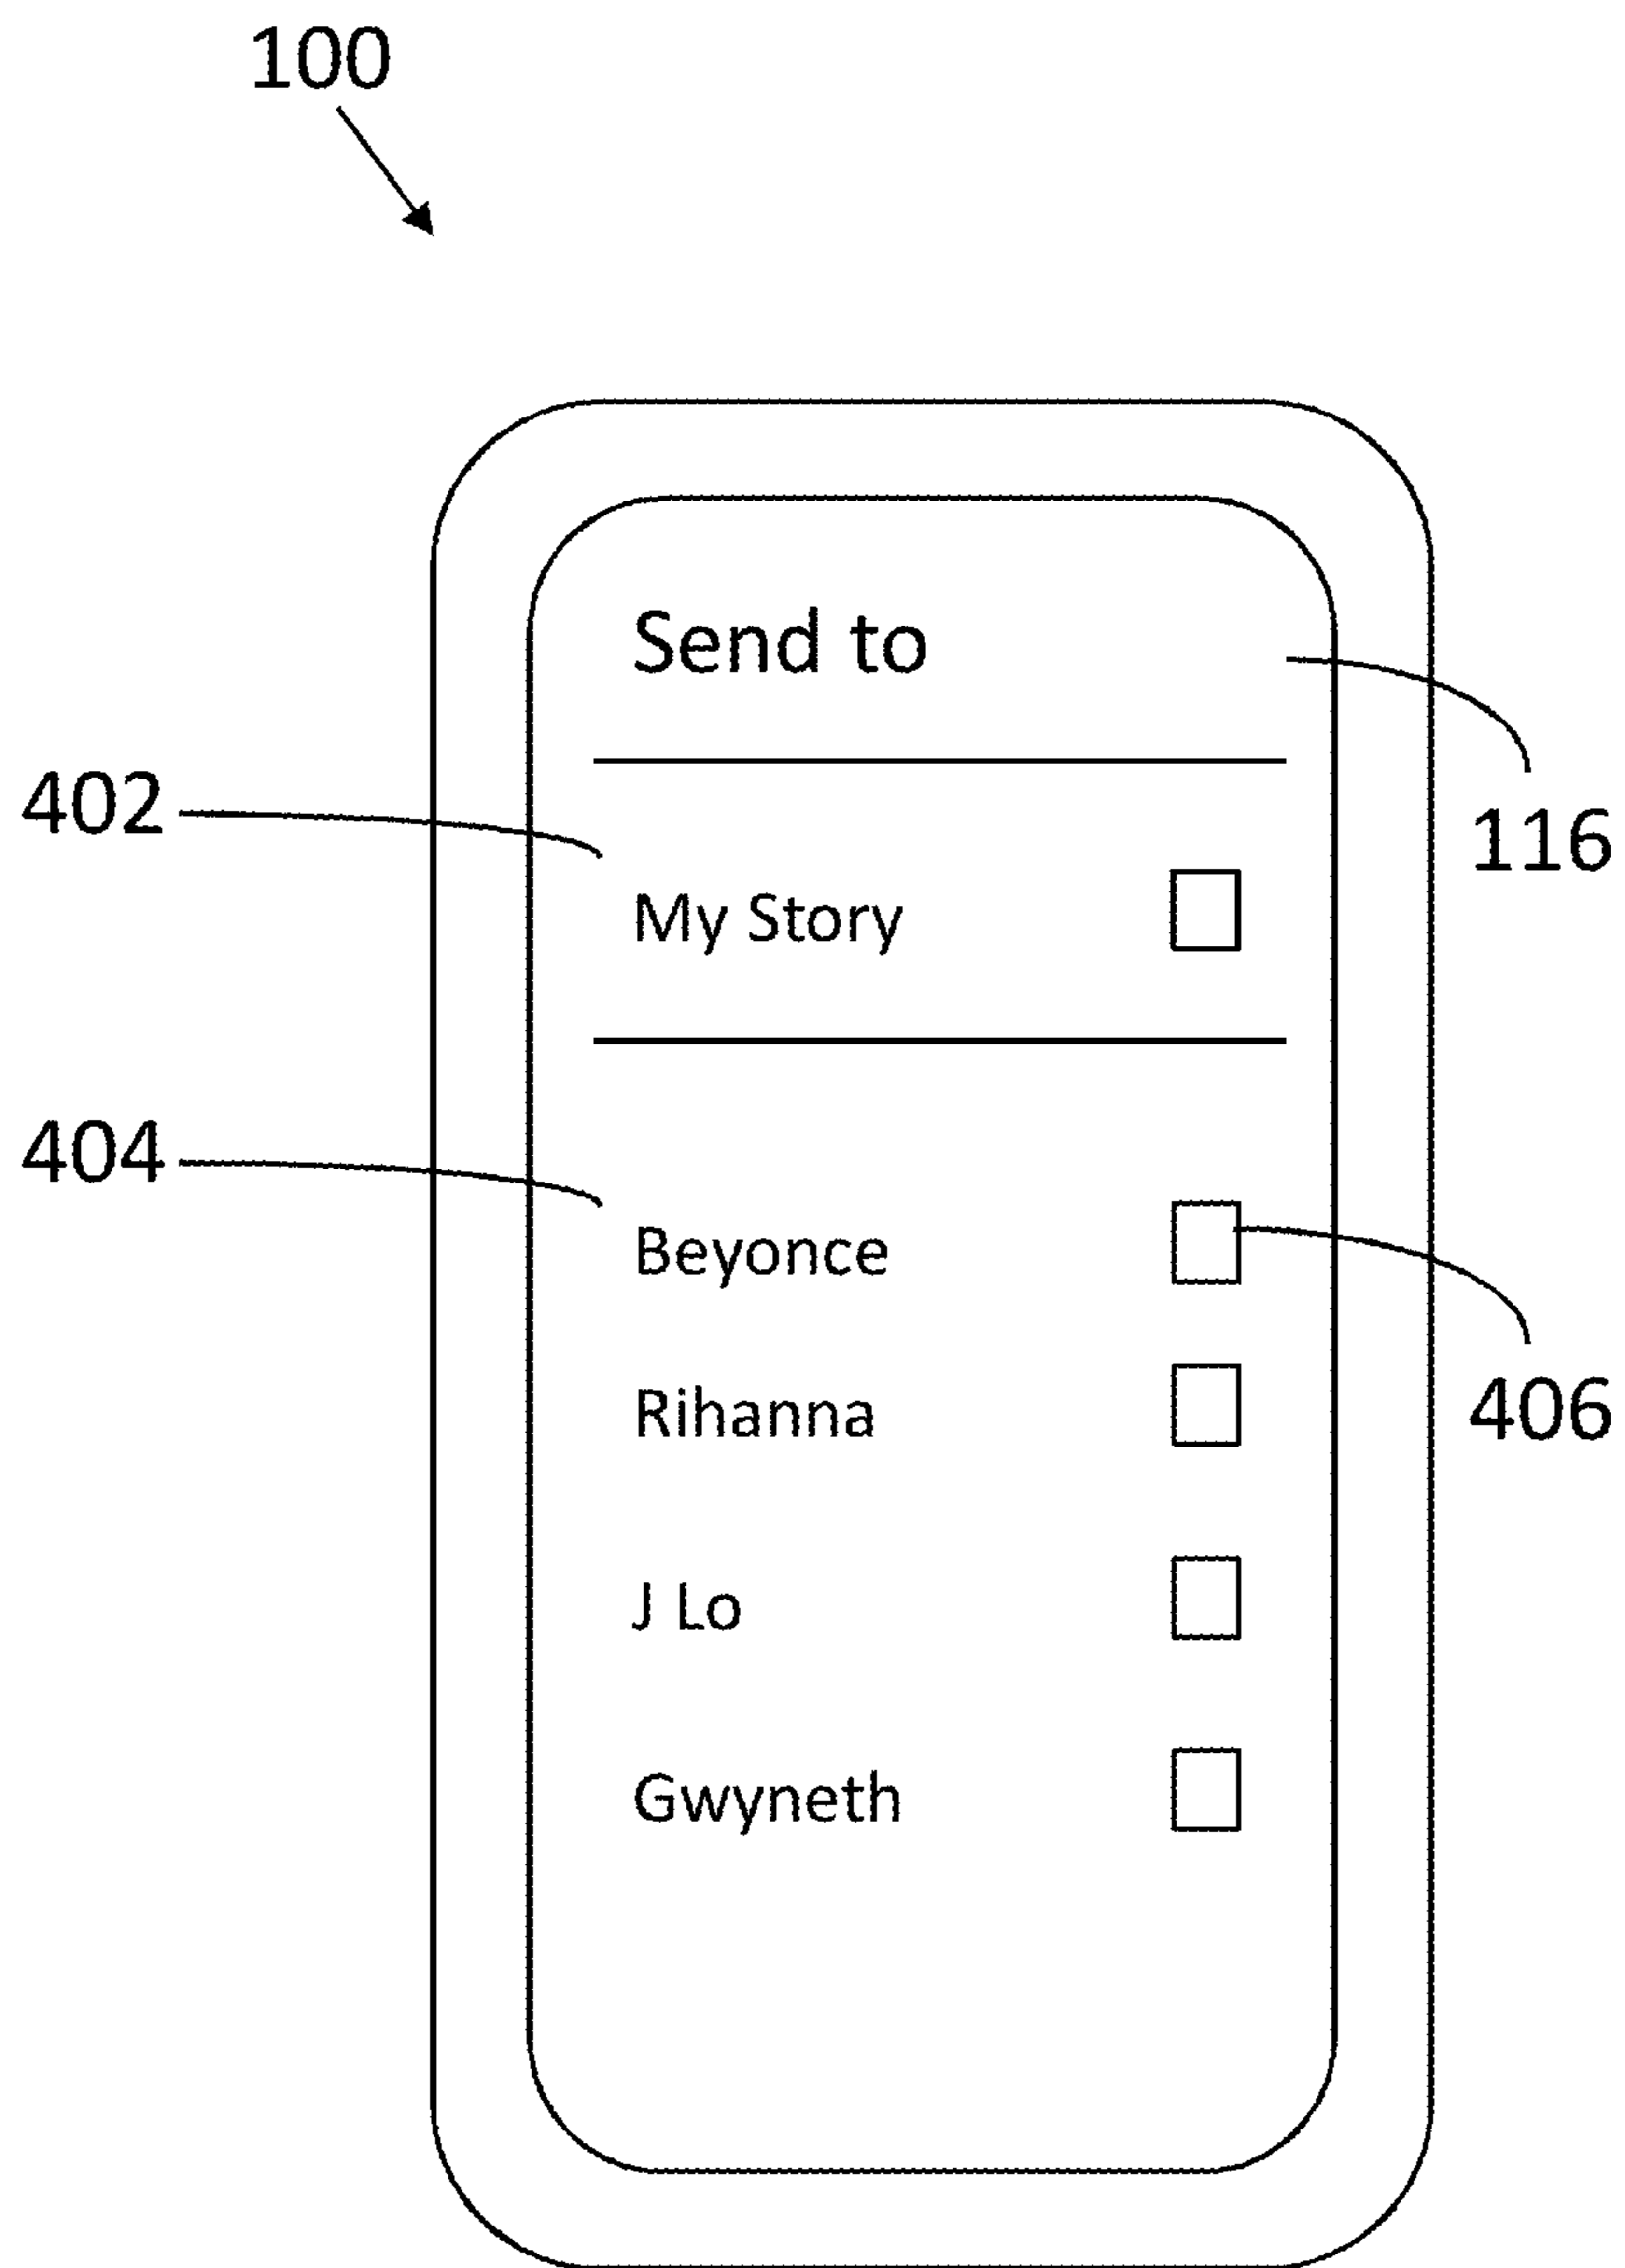 100
Send to
116
402
My Story
404
Beyonce
406
Rihanna
J Lo
Gwyneth